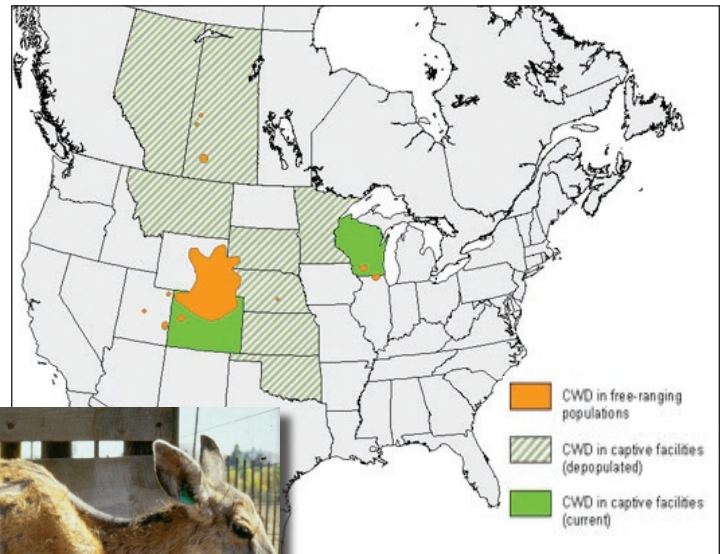 CWD in free-ranging
populations
CWD in captive facilities
(depopulated)
CWD in captive facilities
(current)